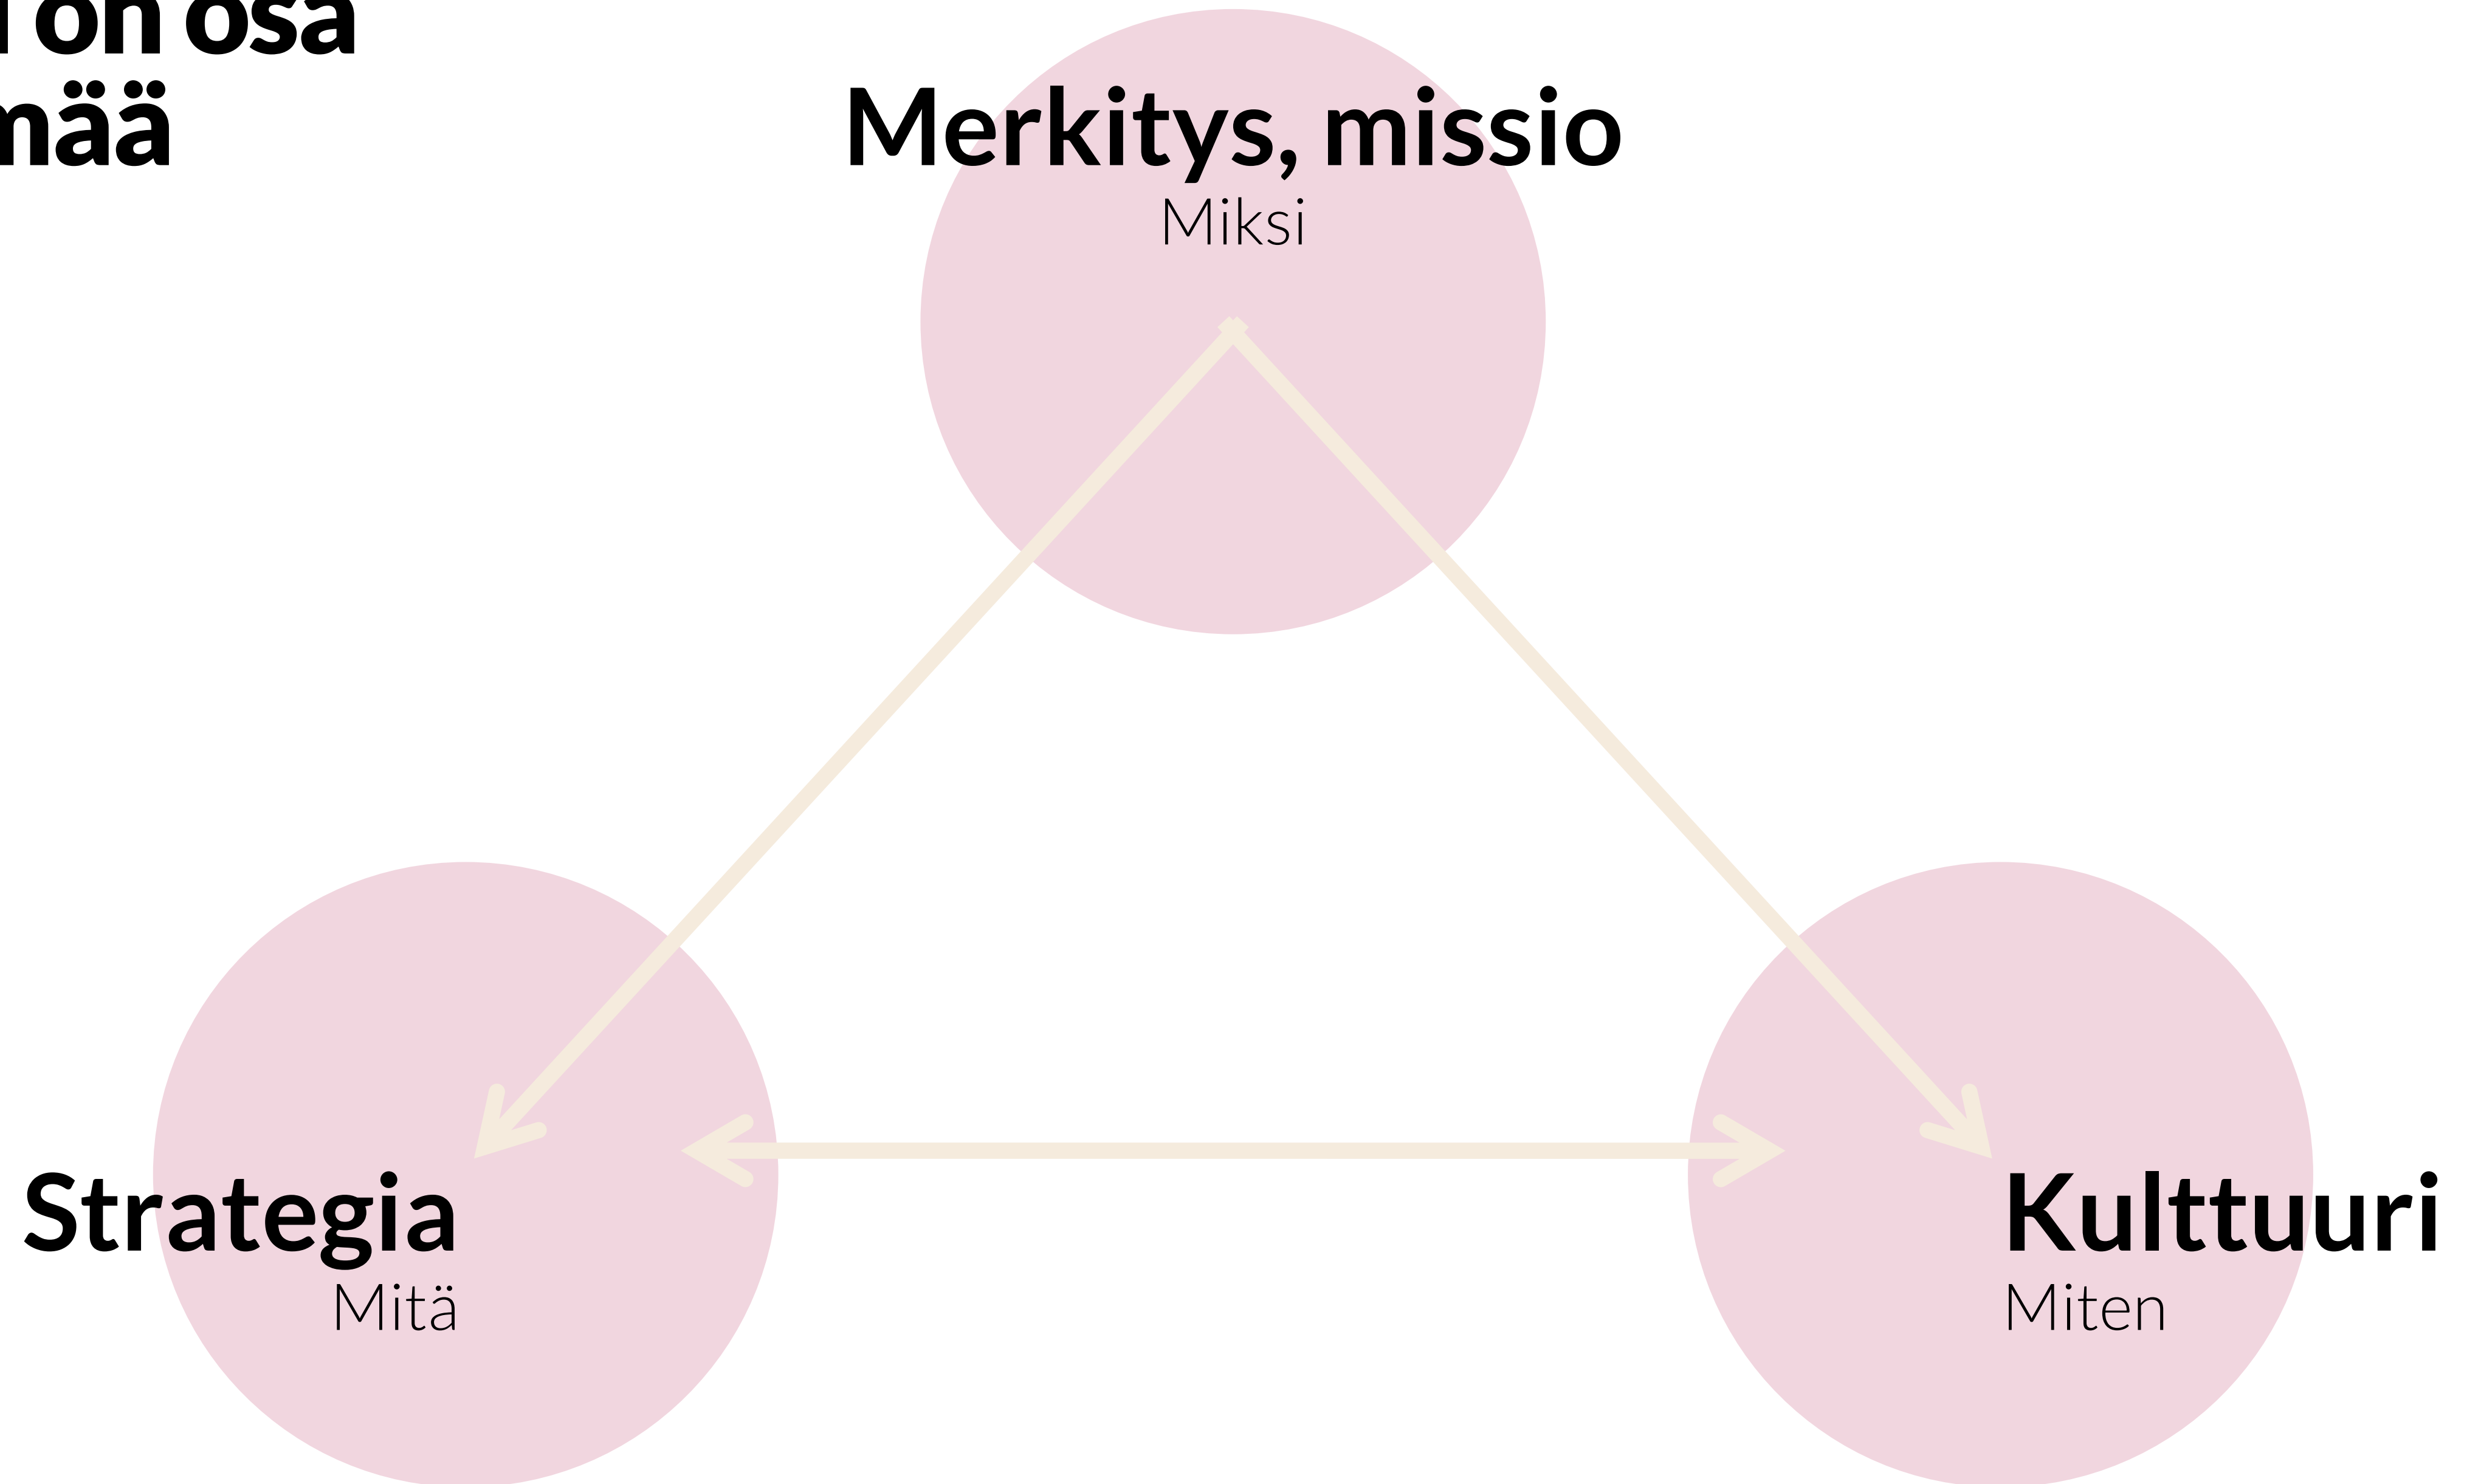 on osa
Merkitys, missio
Miksi
Strategia
Mitä
Kulttuuri
Miten